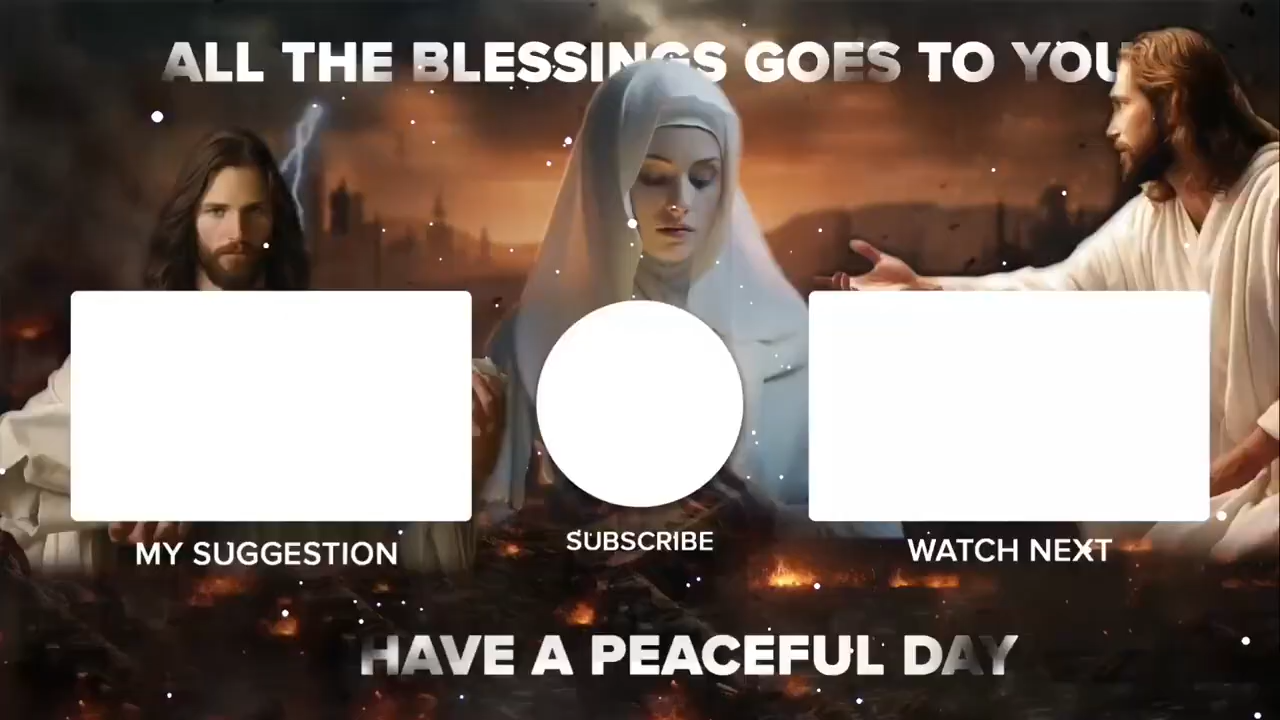 ALL THE BLESSINGS GOES TO YOU
MY SUGGESTION
SUBSCRIBE
WATCH NEXT
HAVE A PEACEFUL DAY